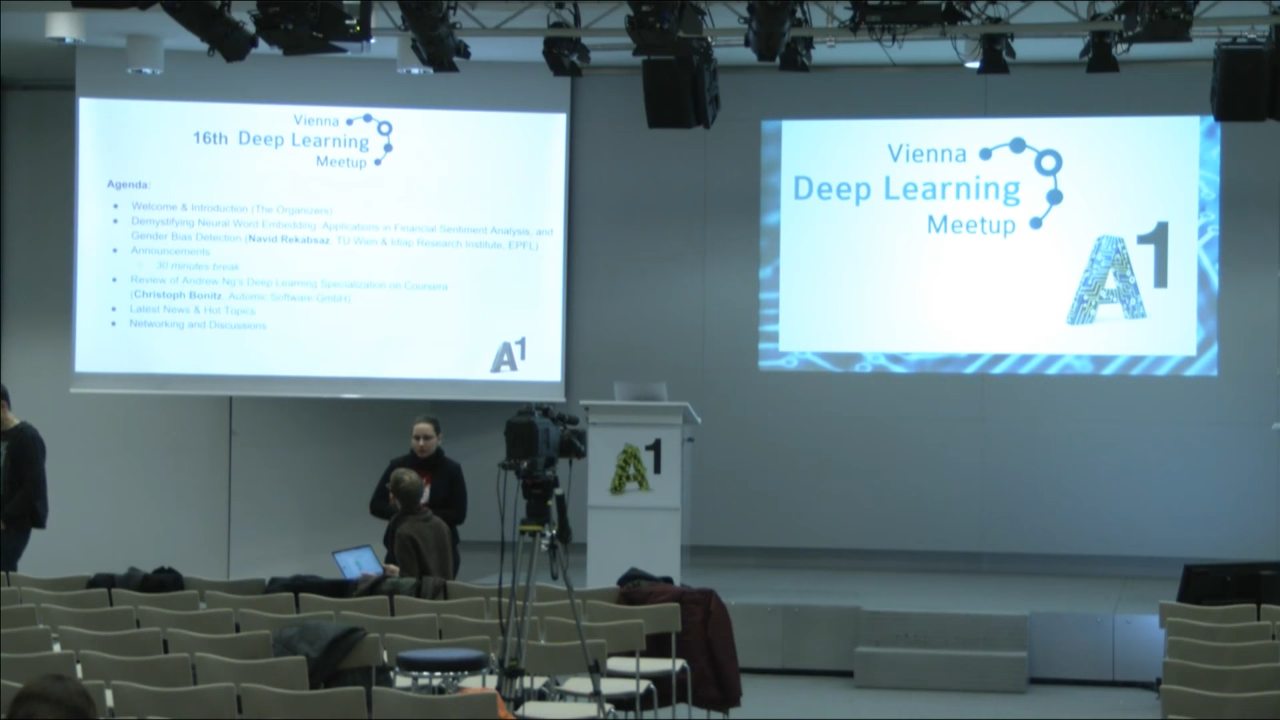 Vienna
16th Deep Learning
Meetup
Agenda:
Welcome & Introduction (The Organizers)
Demystifying Neural Word Embedding: Applications in Financial Sentiment Analysis, and
Gender Bias Detection (Navid Rekabsaz, TU Wien & Idiap Research Institute, EPFL)
Announcements
30 minutes break
Review of Andrew Ng's Deep Learning Specialization on Coursera
(Christoph Bonitz, Automic Software GmbH)
Latest News & Hot Topics
Networking and Discussions
A1
Vienna
Deep Learning
Meetup
A1
A1